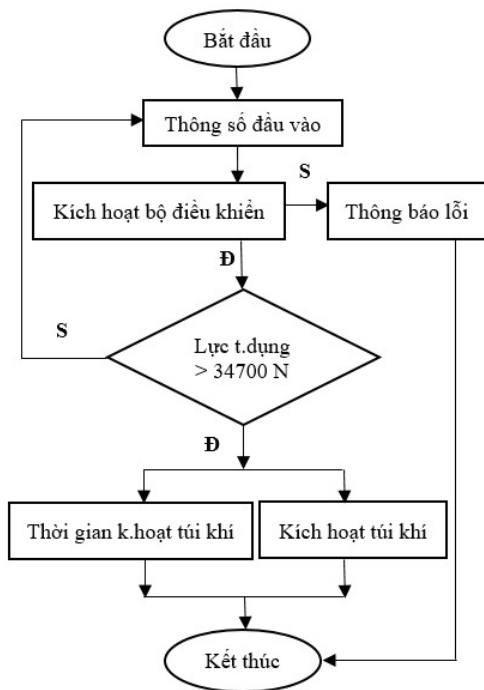 Bắt đầu
Thông số đầu vào
S
Kích hoạt bộ điều khiển
Thông báo lỗi
Đ
S
Lực t.dụng
> 34700 N
Đ
Thời gian k.hoạt túi khí
Kích hoạt túi khí
Kết thúc